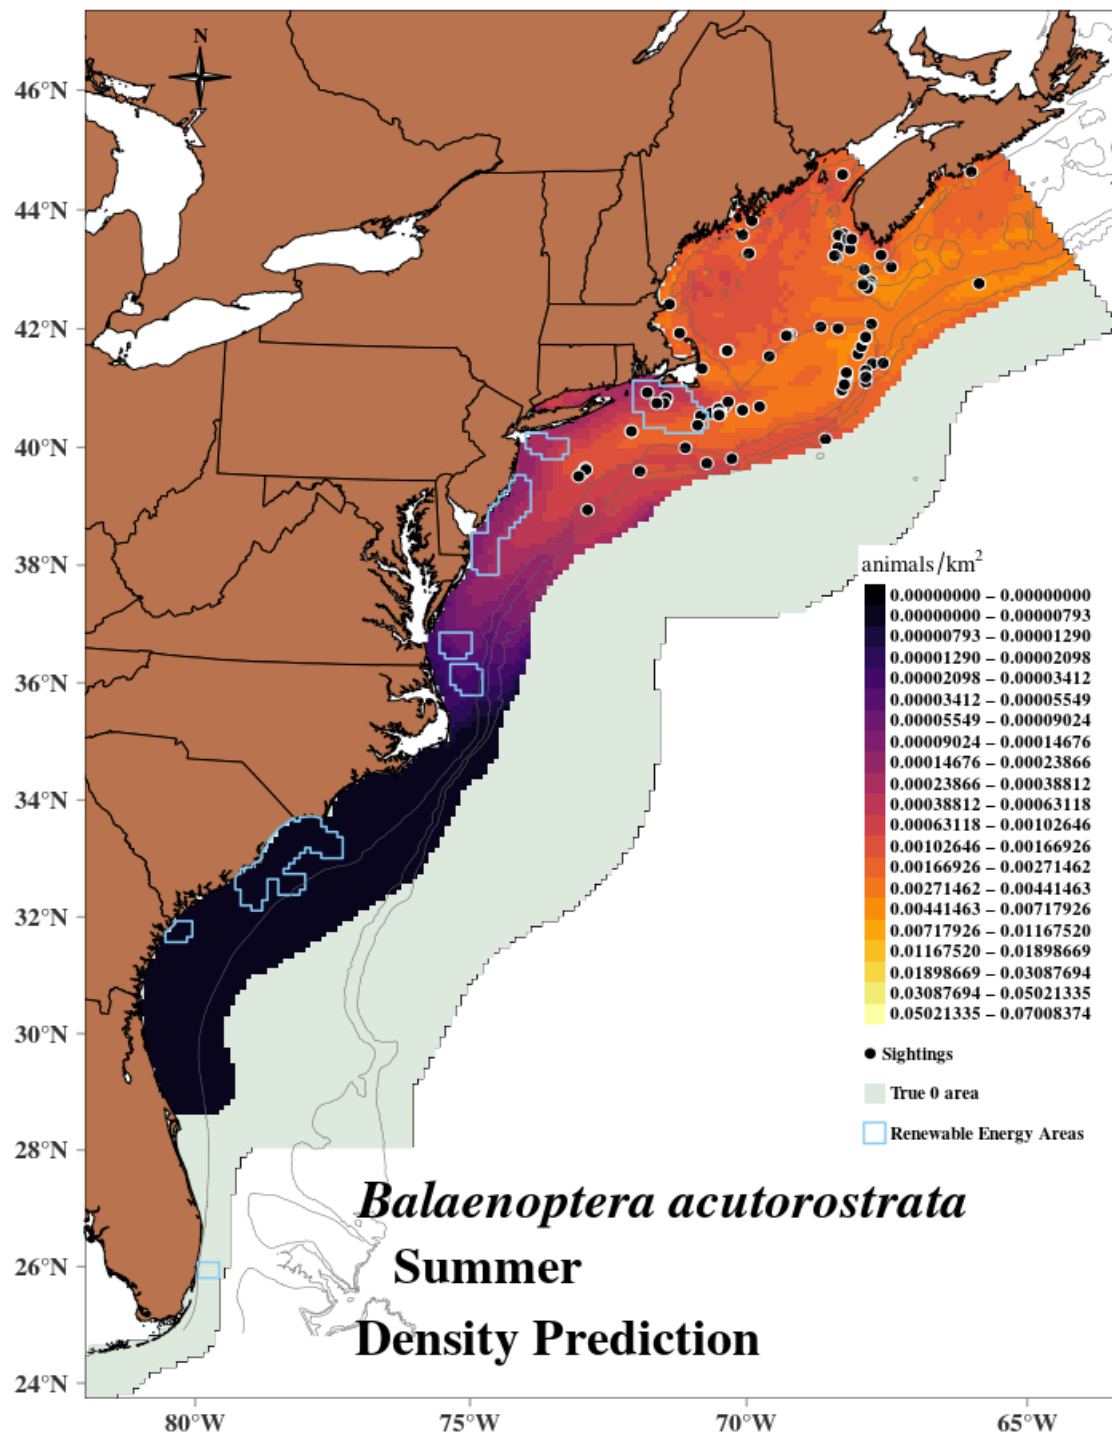 N
46°N
44°N
42°N
40°N
38°N
36°N
34°N
32°N
30°N
28°N
26°N
24°N
80°W
75°W
70°W
65°W
animals/km²
0.00000000 – 0.00000000
0.00000000 – 0.00000793
0.00000793 – 0.00001290
0.00001290 – 0.00002098
0.00002098 – 0.00003412
0.00003412 – 0.00005549
0.00005549 – 0.00009024
0.00009024 – 0.00014676
0.00014676 – 0.00023866
0.00023866 – 0.00038812
0.00038812 – 0.00063118
0.00063118 – 0.00102646
0.00102646 – 0.00166926
0.00166926 – 0.00271462
0.00271462 – 0.00441463
0.00441463 – 0.00717926
0.00717926 – 0.01167520
0.01167520 – 0.01898669
0.01898669 – 0.03087694
0.03087694 – 0.05021335
0.05021335 – 0.07008374
Sightings
True 0 area
Renewable Energy Areas
Balaenoptera acutorostrata
Summer
Density Prediction